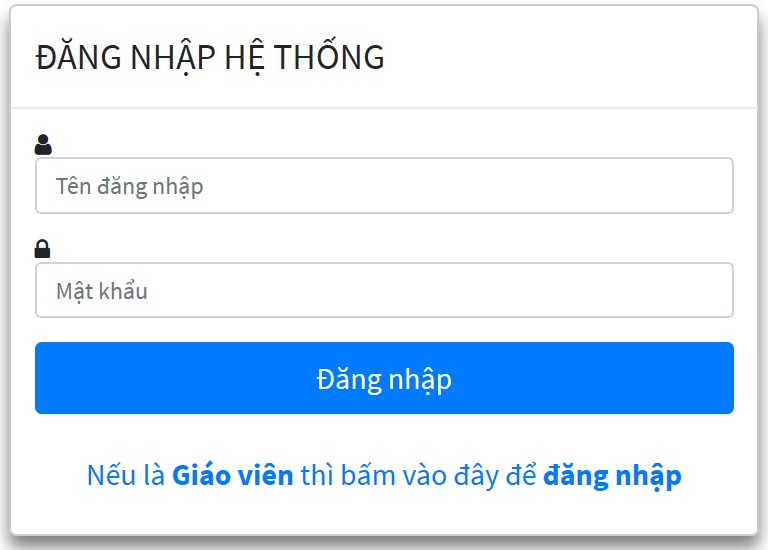 ĐĂNG NHẬP HỆ THỐNG
Tên đăng nhập
Mật khẩu
Đăng nhập
Nếu là Giáo viên thì bấm vào đây để đăng nhập